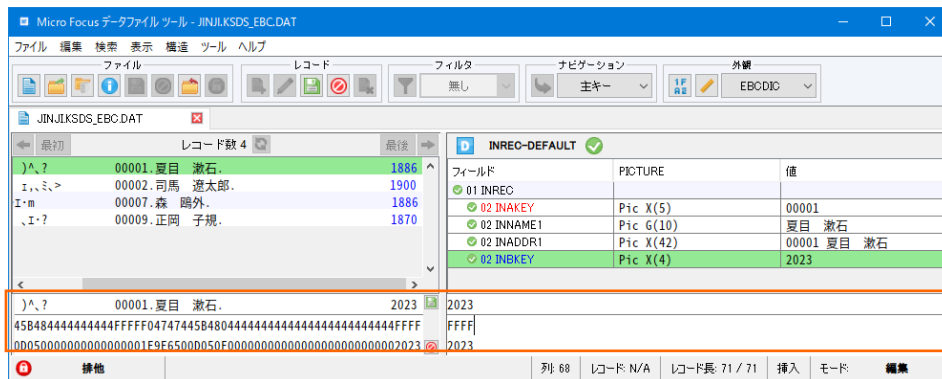 Micro Focus データファイル ツール - JINJI.KSDS_EBC.DAT
ファイル 編集 検索 表示 構造 ツール ヘルプ
ファイル レコード フィルタ ナビゲーション 外観
無し 主キー 1F A2 EBCDIC
JINJI.KSDS_EBC.DAT
最初 レコード数 4 最後 D INREC-DEFAULT
)^､? 00001.夏目 漱石. 1886
ｴ,､ﾐ､> 00002.司馬 遼太郎. 1900
ｴ･m 00007.森 鴎外. 1886
､ｴ･? 00009.正岡 子規. 1870
フィールド PICTURE 値
01 INREC
02 INAKEY Pic X(5) 00001
02 INNAME1 Pic G(10) 夏目 漱石
02 INADDR1 Pic X(42) 00001 夏目 漱石
02 INBKEY Pic X(4) 2023
)^､? 00001.夏目 漱石. 2023 2023
FFFF
2023
排他 列: 68 レコード: N/A レコード長: 71 / 71 挿入 モード: 編集